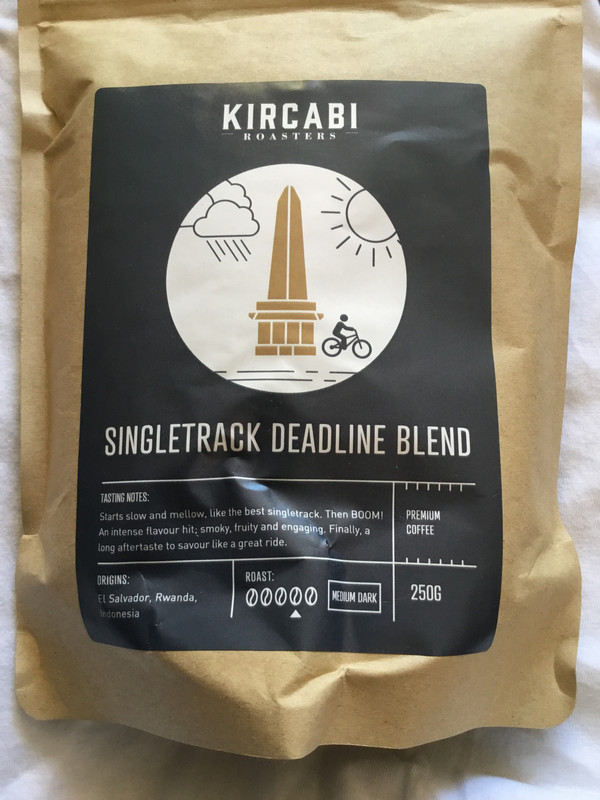 KIRCABI
ROASTERS
SINGLETRACK DEADLINE BLEND
TASTING NOTES:
Starts slow and mellow, like the best singletrack. Then BOOM!
An intense flavour hit; smoky, fruity and engaging. Finally, a
long aftertaste to savour like a great ride.
PREMIUM
COFFEE
ORIGINS:
El Salvador, Rwanda,
Indonesia
ROAST:
MEDIUM DARK
250G